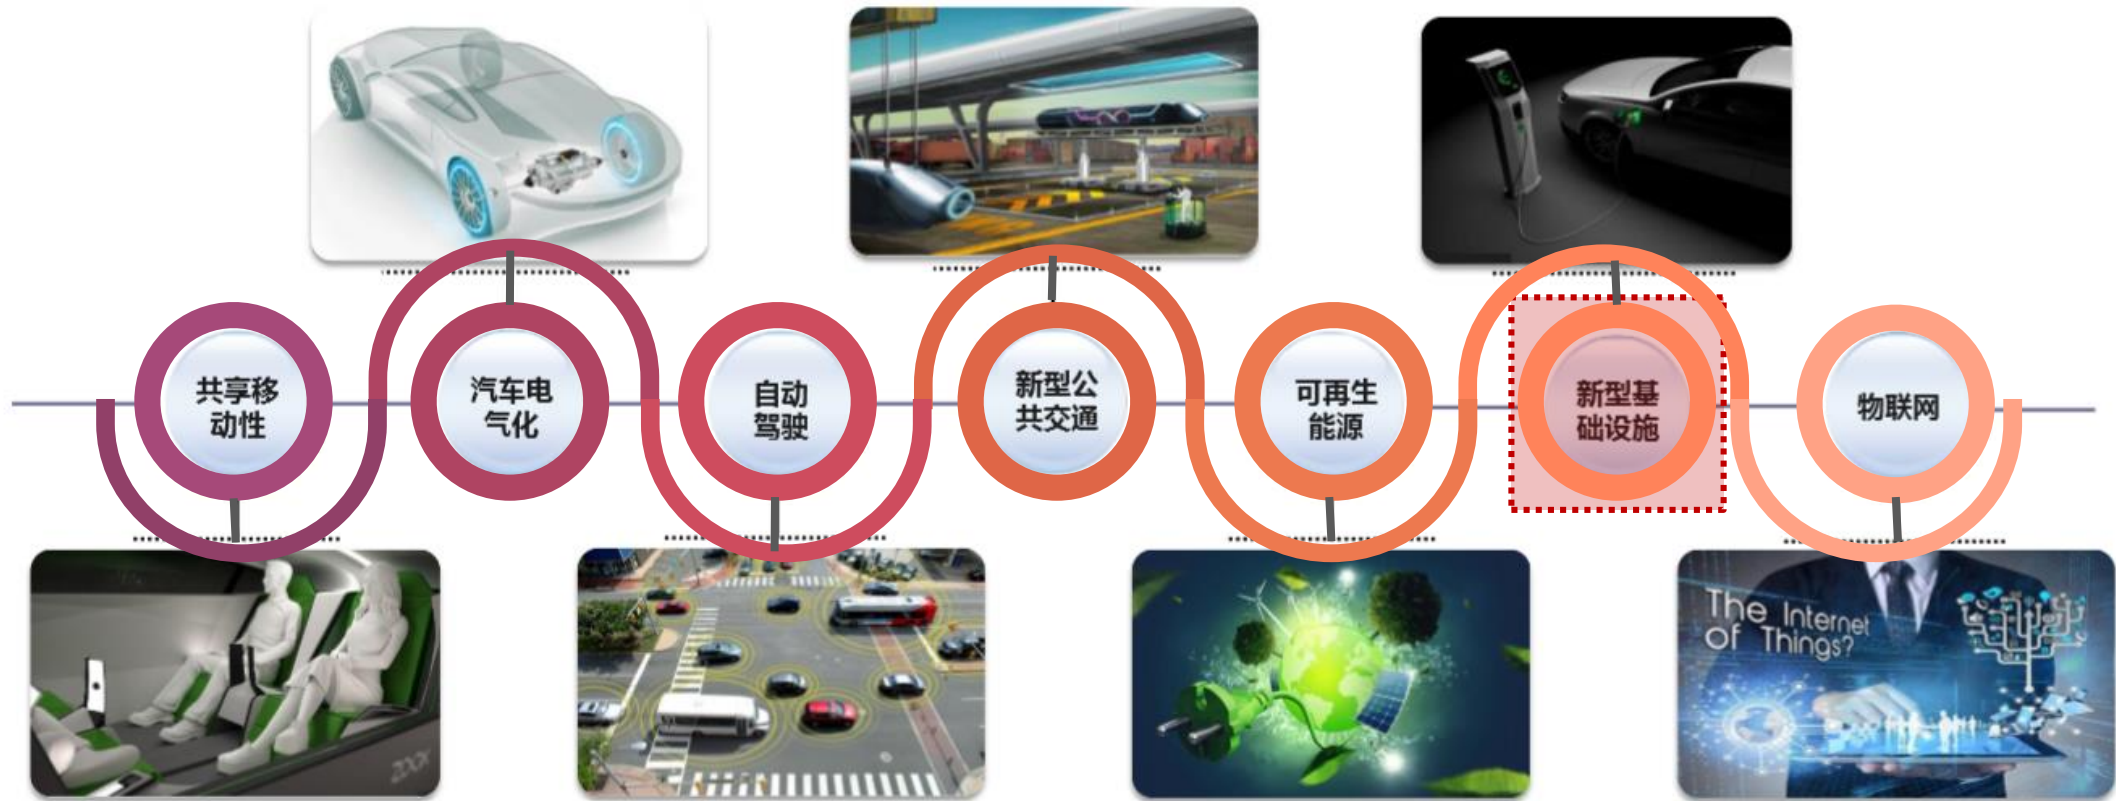 共享移
动性
汽车电
气化
自动
驾驶
新型公
共交通
可再生
能源
新型基
础设施
物联网
ZOOX
The Internet
of Things?